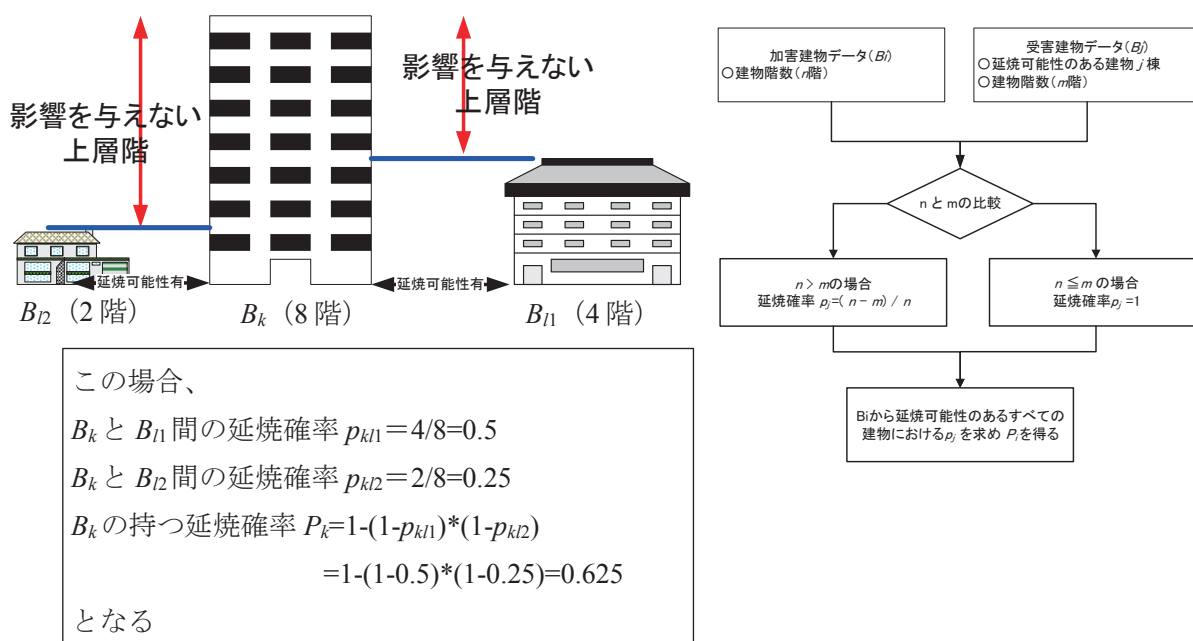 影響を与えない
上層階
影響を与えない
上層階
延焼可能性有
延焼可能性有
Bl2（2 階）
Bk（8 階）
Bl1（4 階）
この場合、
Bk と Bl1 間の延焼確率 pkl1＝4/8=0.5
Bk と Bl2 間の延焼確率 pkl2＝2/8=0.25
Bk の持つ延焼確率 Pk=1-(1-pkl1)*(1-pkl2)
=1-(1-0.5)*(1-0.25)=0.625
となる
加害建物データ(Bi)
○建物階数(n階)
受害建物データ(Bj)
○延焼可能性のある建物 j 棟
○建物階数(m階)
n と mの比較
n > mの場合
延焼確率 pj=( n－m) / n
n ≦ m の場合
延焼確率pj =1
Biから延焼可能性のあるすべての
建物におけるpj を求め Piを得る